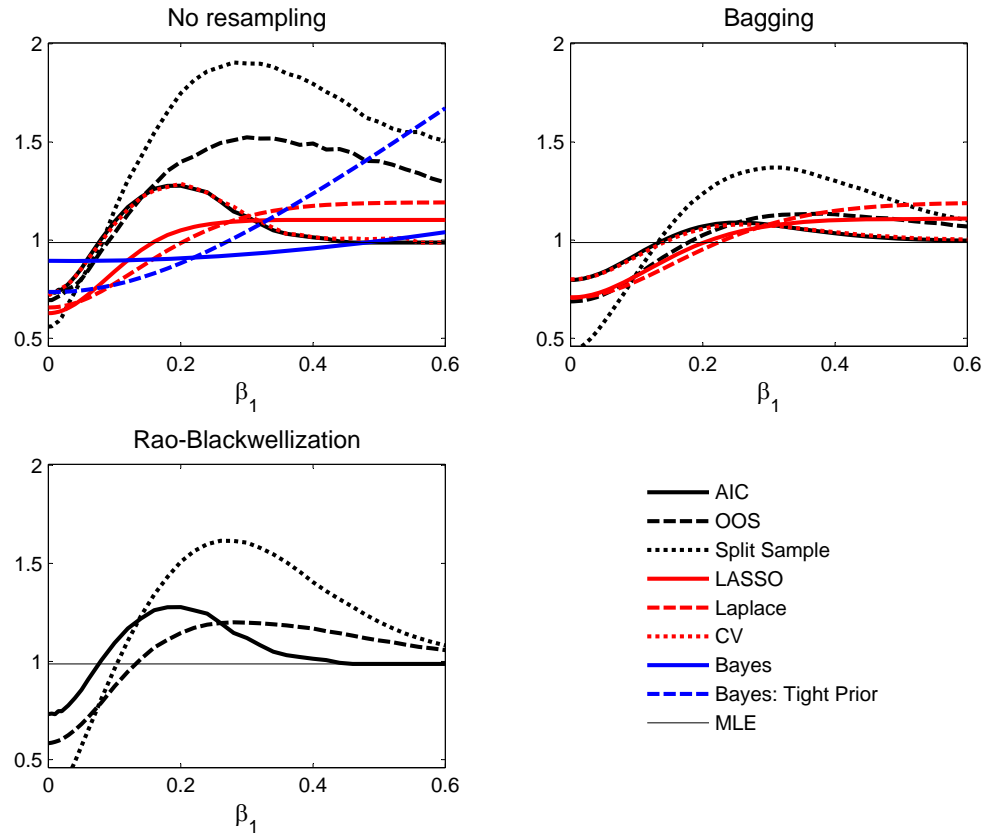 No resampling
2
1.5
1
0.5
0
0.2
0.4
0.6
β1
Bagging
2
1.5
1
0.5
0
0.2
0.4
0.6
β1
Rao-Blackwellization
2
1.5
1
0.5
0
0.2
0.4
0.6
β1
AIC
OOS
Split Sample
LASSO
Laplace
CV
Bayes
Bayes: Tight Prior
MLE